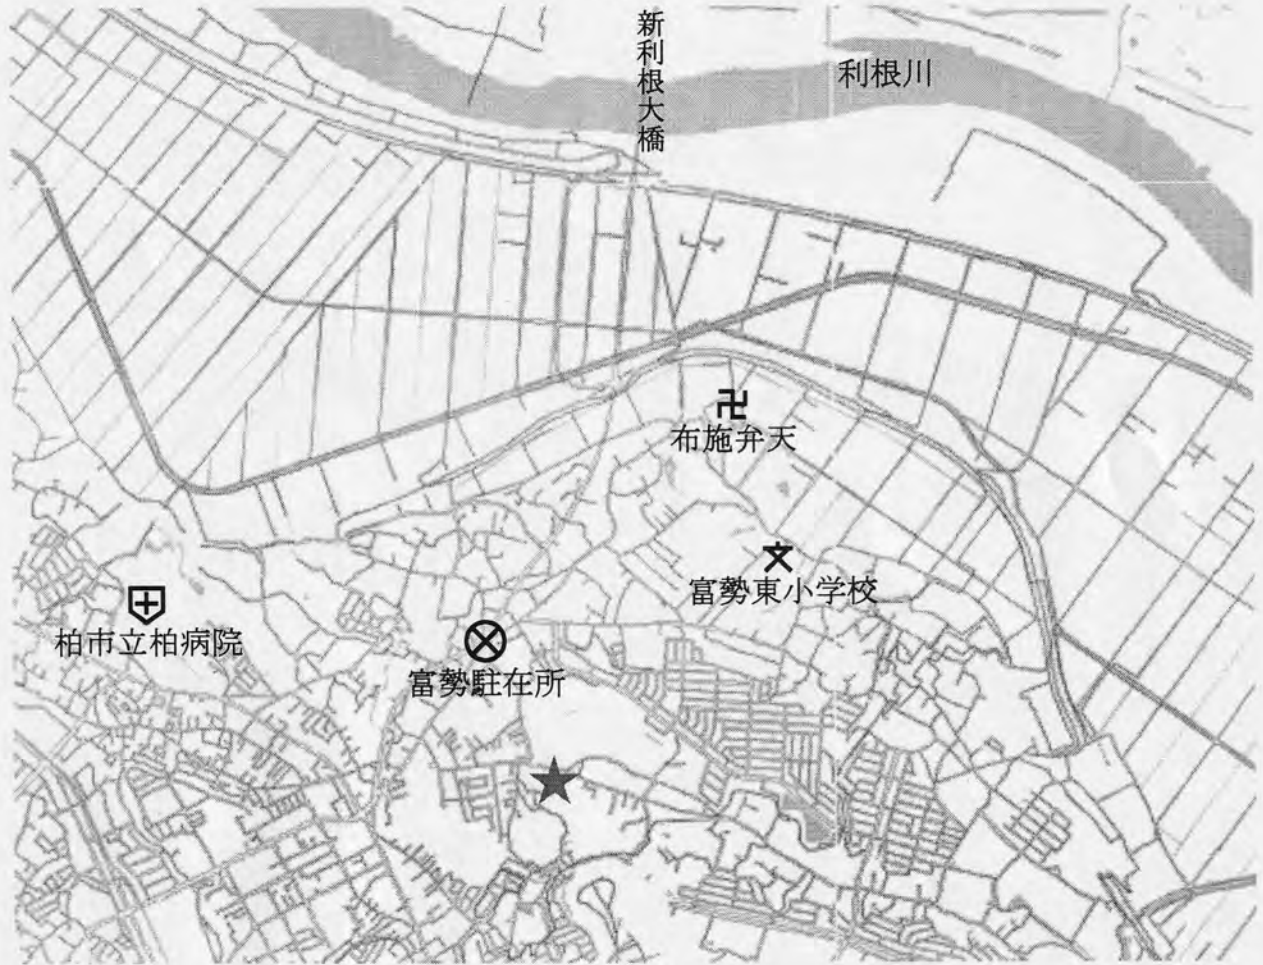 新利根大橋
利根川
布施弁天
富勢東小学校
柏市立柏病院
富勢駐在所